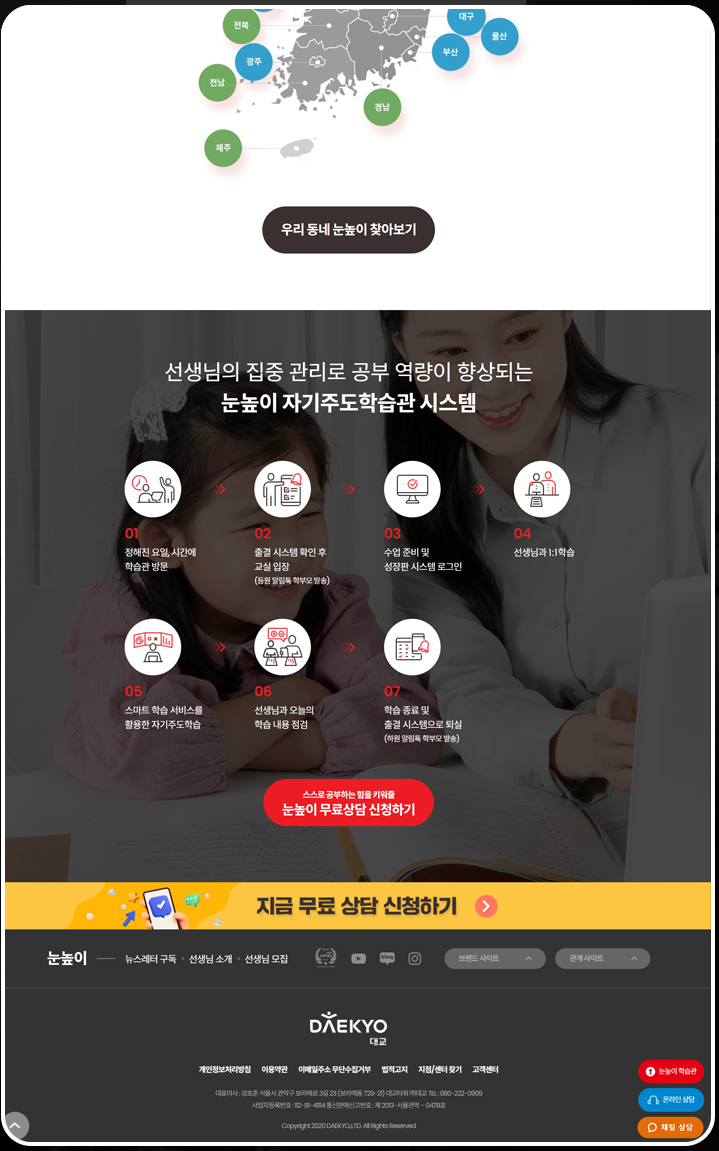 전북
대구
울산
부산
광주
전남
경남
제주
우리 동네 눈높이 찾아보기
선생님의 집중 관리로 공부 역량이 향상되는
눈높이 자기주도학습관 시스템
01
정해진 요일, 시간에
학습관 방문
02
출결 시스템 확인 후
교실 입장
(등원 알림톡 학부모 발송)
03
수업 준비 및
성장판 시스템 로그인
04
선생님과 1:1학습
05
스마트 학습 서비스를
활용한 자기주도학습
06
선생님과 오늘의
학습 내용 점검
07
학습 종료 및
출결 시스템으로 퇴실
(하원 알림톡 학부모 발송)
스스로 공부하는 힘을 키워줄
눈높이 무료상담 신청하기
지금 무료 상담 신청하기
눈높이
뉴스레터 구독 • 선생님 소개 • 선생님 모집
blog
브랜드 사이트
관계 사이트
DAEKYO
대교
개인정보처리방침 이용약관 이메일주소 무단수집거부 법적고지 지점/센터 찾기 고객센터
대표이사 : 강호준 서울시 관악구 보라매로 3길 23 (보라매동 729-21) 대교타워 ㈜대교 TEL : 080-222-0909
사업자등록번호 : 112-81-41114 통신판매신고번호 : 제 2013-서울관악 - 0478호
Copyright 2020 DAEKYO,LTD. All Rights Reserved
눈높이 학습관
온라인 상담
채팅 상담